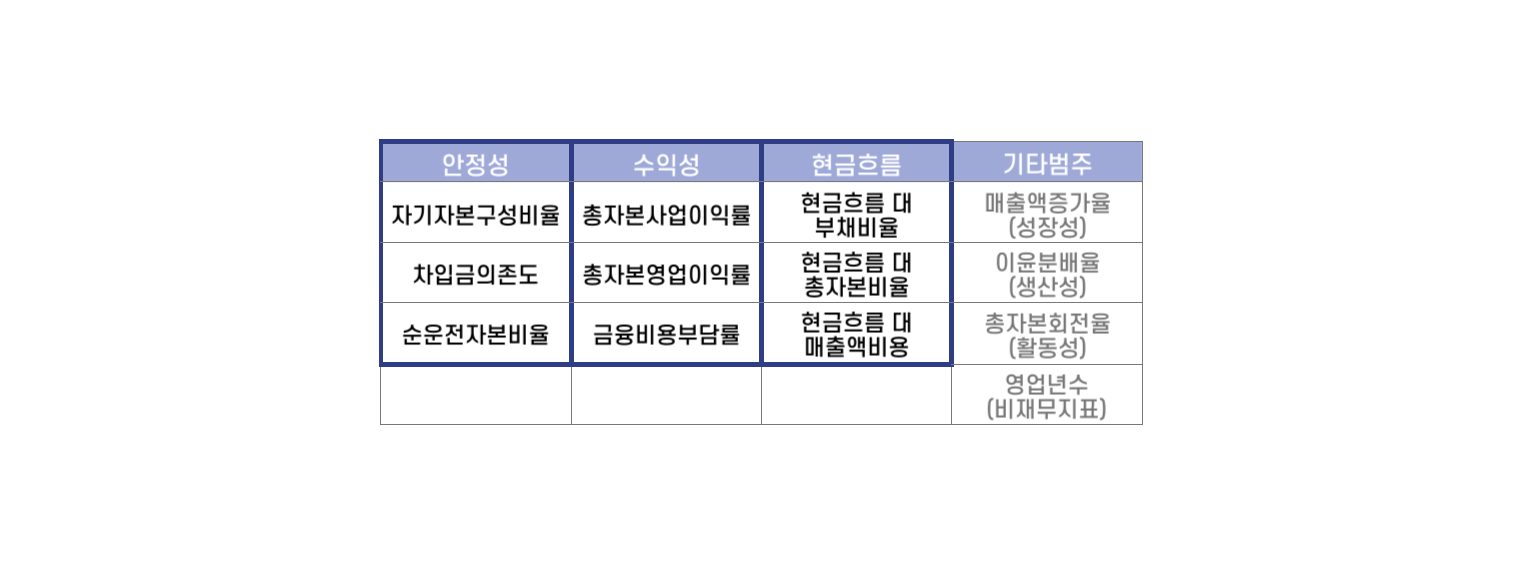 안정성 수익성 현금흐름 기타범주
자기자본구성비율 총자본사업이익률 현금흐름 대 부채비율 매출액증가율 (성장성)
차입금의존도 총자본영업이익률 현금흐름 대 총자본비율 이윤분배율 (생산성)
순운전자본비율 금융비용부담률 현금흐름 대 매출액비용 총자본회전율 (활동성)
영업년수 (비재무지표)